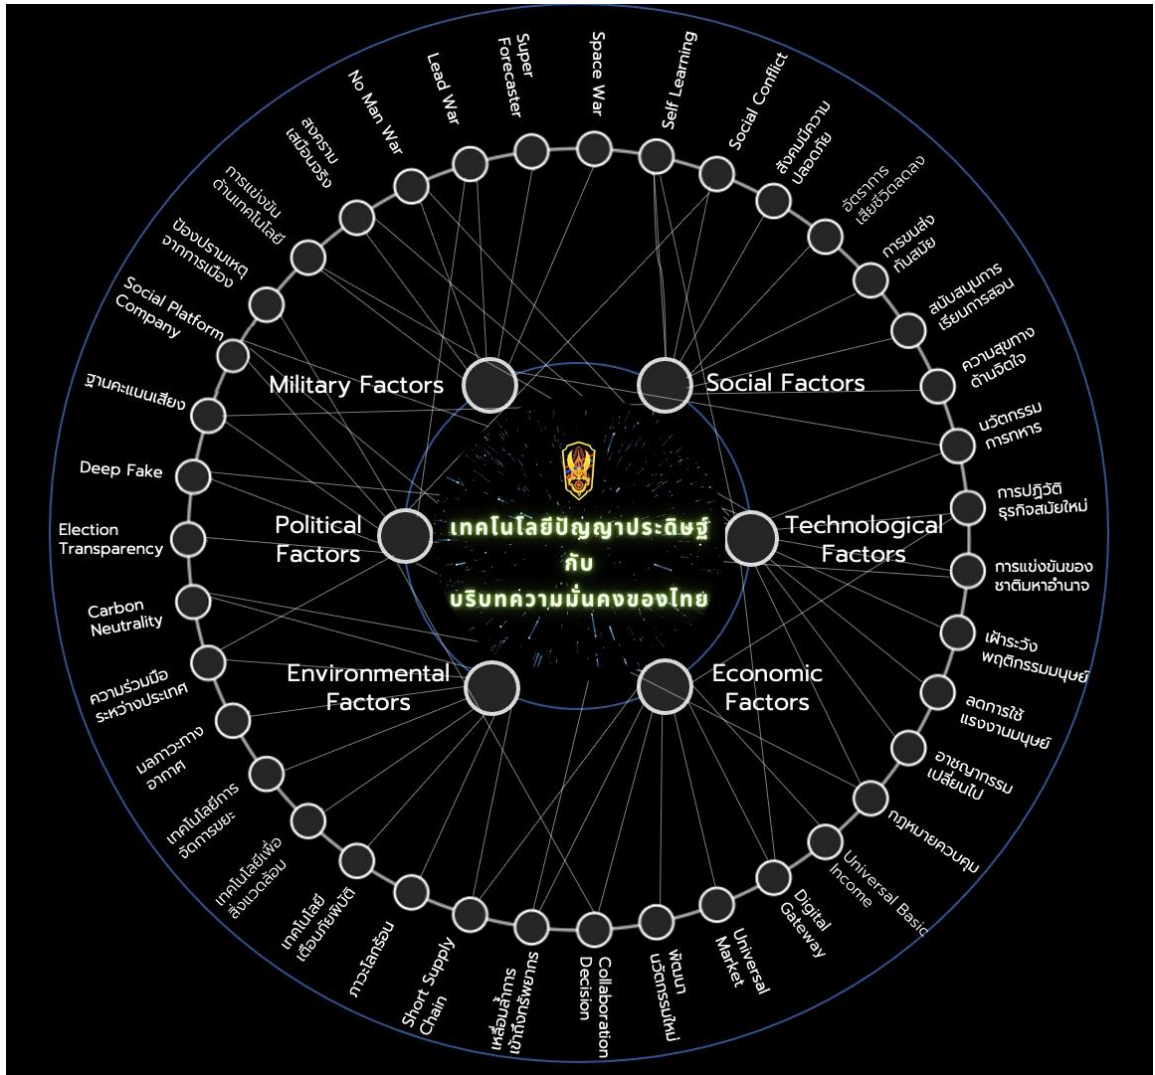 Super
Forecaster
Space War
Self Learning
Social Conflict
สังคมมีความ
ปลอดภัย
อัตราการ
เสียชีวิตลดลง
การขนส่ง
ทันสมัย
สนับสนุนการ
เรียนการสอน
ความสุขทาง
ด้านจิตใจ
นวัตกรรม
การทหาร
การปฏิวัติ
ธุรกิจสมัยใหม่
การแข่งขันของ
ชาติมหาอำนาจ
เฝ้าระวัง
พฤติกรรมมนุษย์
ลดการใช้
แรงงานมนุษย์
อาชญากรรม
เปลี่ยนไป
กฎหมายควบคุม
Universal Basic
Income
Digital
Gateway
Universal
Market
พัฒนา
นวัตกรรมใหม่
Collaboration
Decision
เหลื่อมล้ำการ
เข้าถึงทรัพยากร
Short Supply
Chain
ภาวะโลกร้อน
เทคโนโลยี
เตือนภัยพิบัติ
เทคโนโลยีเพื่อ
สิ่งแวดล้อม
เทคโนโลยีการ
จัดการขยะ
มลภาวะทาง
อากาศ
ความร่วมมือ
ระหว่างประเทศ
Carbon
Neutrality
Election
Transparency
Deep Fake
ฐานคะแนนเสียง
Social Platform
Company
ป้องปรามเหตุ
จากการเมือง
การแข่งขัน
ด้านเทคโนโลยี
สงคราม
เสมือนจริง
No Man War
Lead War
Military Factors
Social Factors
Political
Factors
Technological
Factors
Environmental
Factors
Economic
Factors
เทคโนโลยีปัญญาประดิษฐ์
กับ
บริบทความมั่นคงของไทย